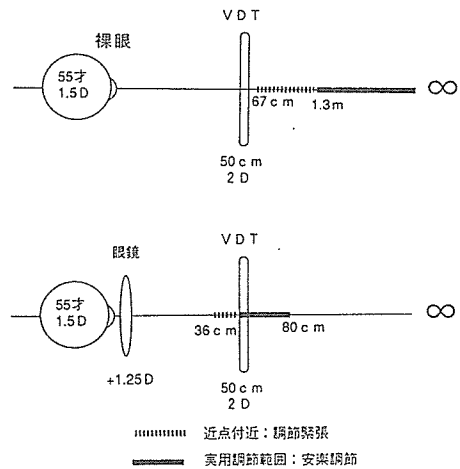 VDT
裸眼
55才
1.5D
67cm
1.3m
∞
50cm
2D
VDT
眼鏡
55才
1.5D
36cm
80cm
∞
+1.25D
50cm
2D
近点付近：調節緊張
実用調節範囲：安楽調節